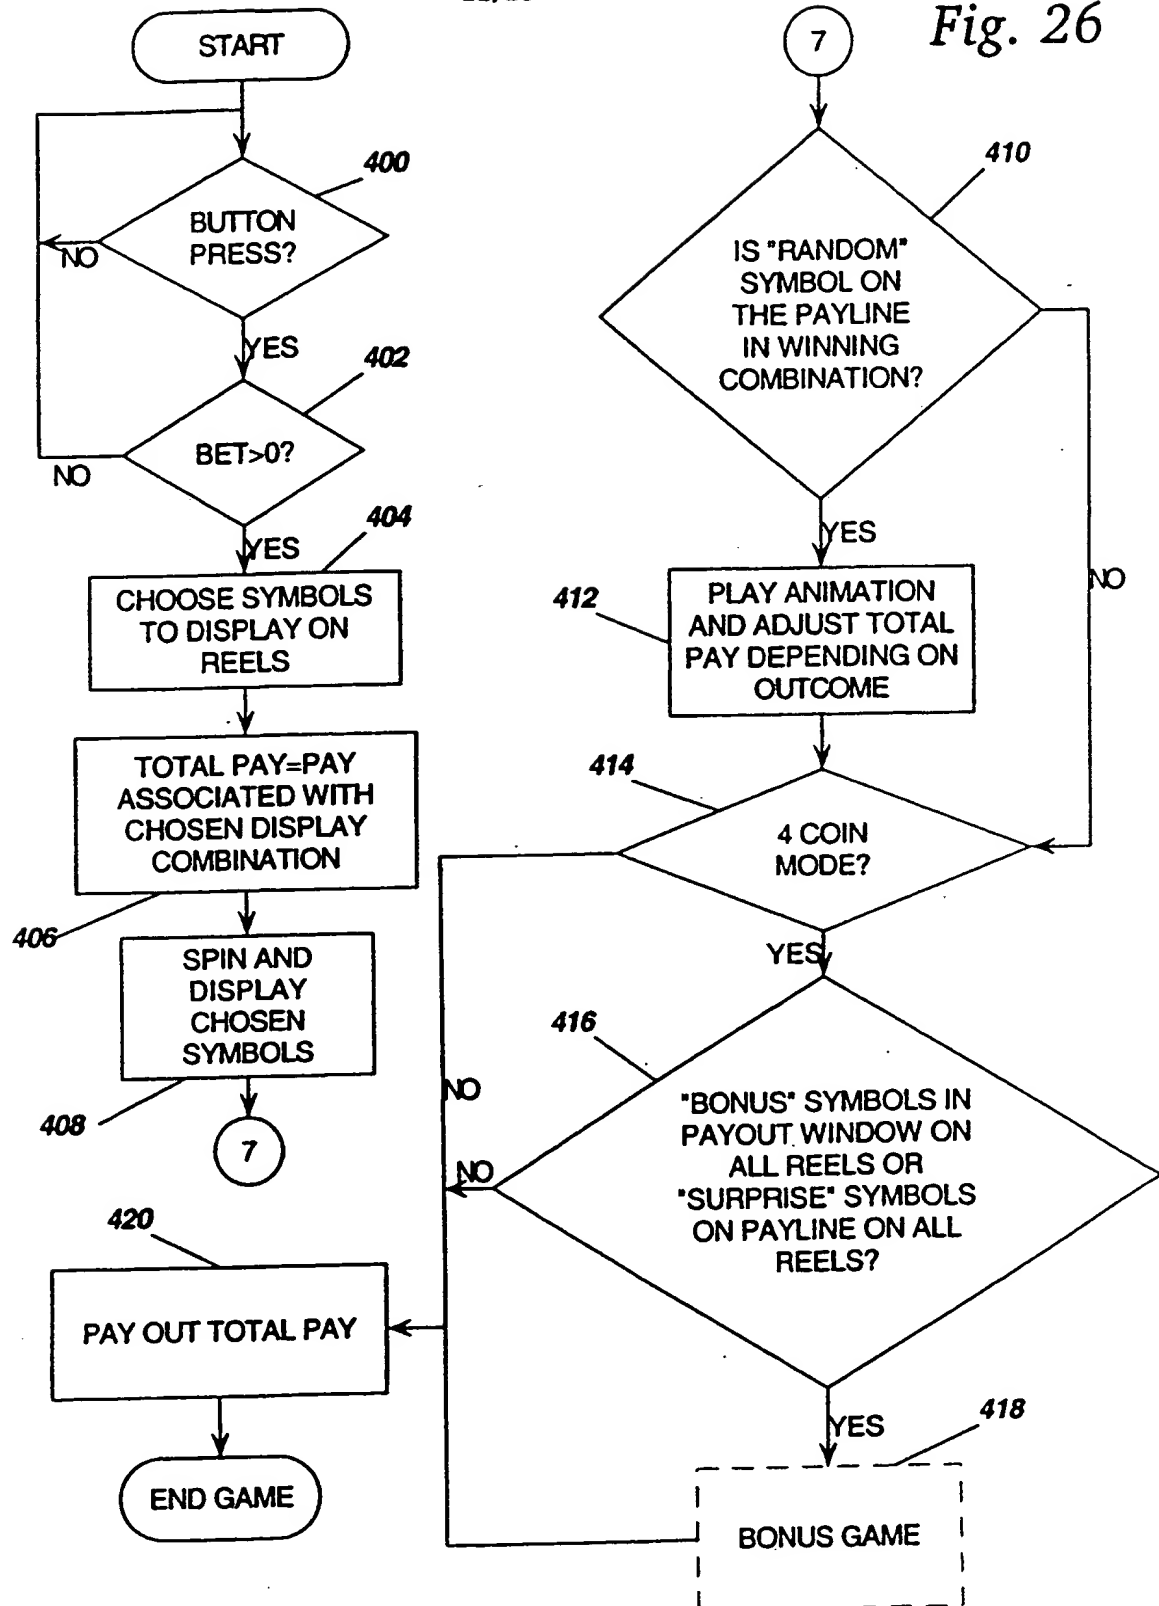 Fig. 26
START
400
BUTTON
PRESS?
NO
YES
402
BET>0?
NO
YES
404
CHOOSE SYMBOLS
TO DISPLAY ON
REELS
TOTAL PAY=PAY
ASSOCIATED WITH
CHOSEN DISPLAY
COMBINATION
406
SPIN AND
DISPLAY
CHOSEN
SYMBOLS
408
7
420
PAY OUT TOTAL PAY
END GAME
7
410
IS "RANDOM"
SYMBOL ON
THE PAYLINE
IN WINNING
COMBINATION?
YES
NO
412
PLAY ANIMATION
AND ADJUST TOTAL
PAY DEPENDING ON
OUTCOME
414
4 COIN
MODE?
YES
NO
416
"BONUS" SYMBOLS IN
PAYOUT WINDOW ON
ALL REELS OR
"SURPRISE" SYMBOLS
ON PAYLINE ON ALL
REELS?
NO
YES
418
BONUS GAME